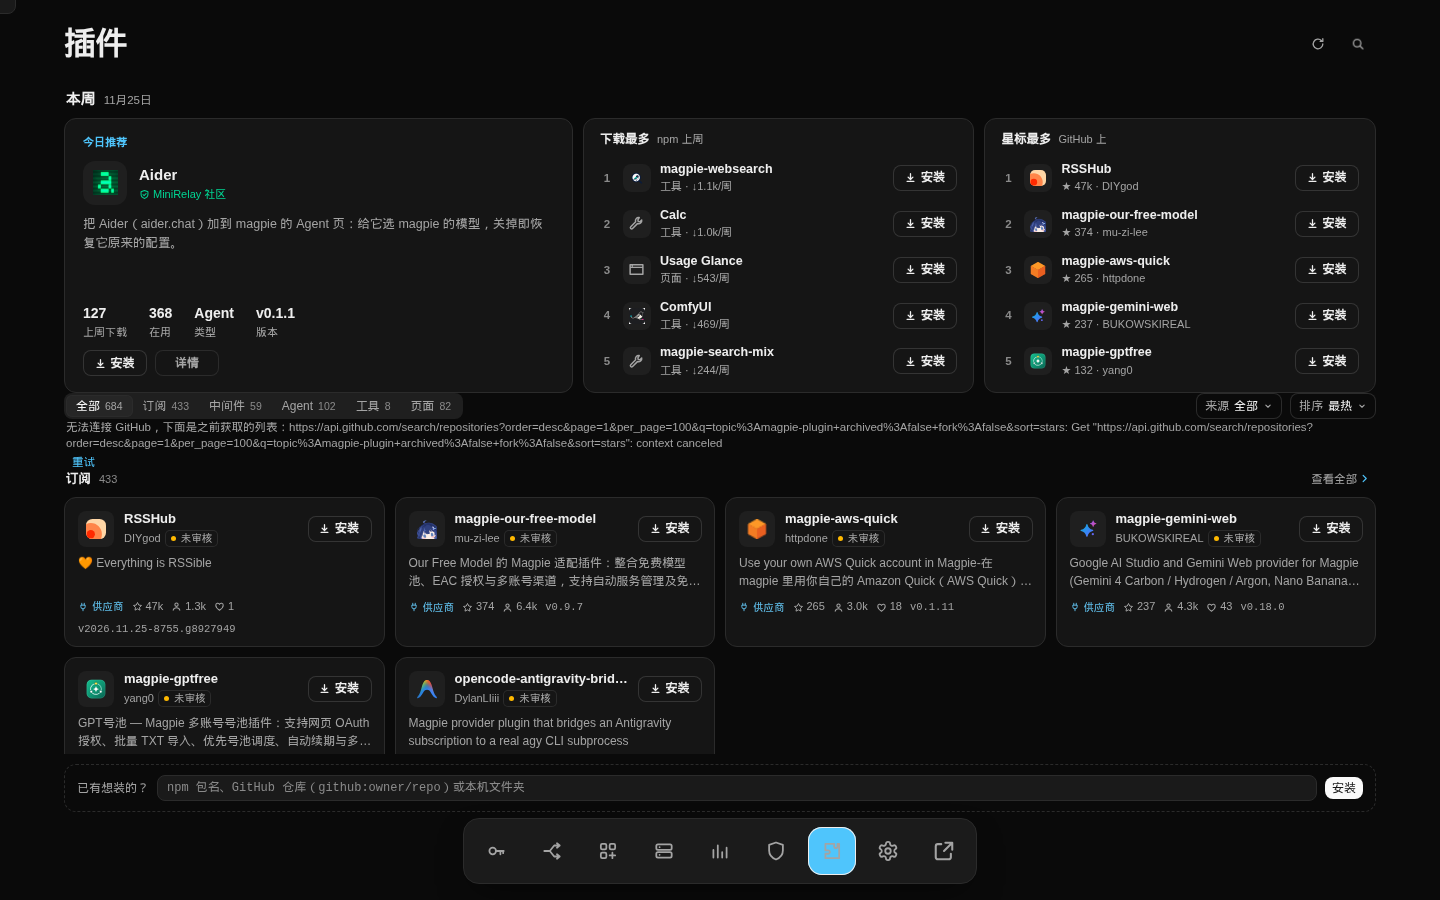 插件
本周 11月25日
今日推荐
Aider
MiniRelay 社区
把 Aider（aider.chat）加到 magpie 的 Agent 页：给它选 magpie 的模型，关掉即恢
复它原来的配置。
127 368 Agent v0.1.1
上周下载 在用 类型 版本
安装 详情
下载最多 npm 上周
1 magpie-websearch 安装
工具 · ↓1.1k/周
2 Calc 安装
工具 · ↓1.0k/周
3 Usage Glance 安装
页面 · ↓543/周
4 ComfyUI 安装
工具 · ↓469/周
5 magpie-search-mix 安装
工具 · ↓244/周
星标最多 GitHub 上
1 RSSHub 安装
★ 47k · DIYgod
2 magpie-our-free-model 安装
★ 374 · mu-zi-lee
3 magpie-aws-quick 安装
★ 265 · httpdone
4 magpie-gemini-web 安装
★ 237 · BUKOWSKIREAL
5 magpie-gptfree 安装
★ 132 · yang0
全部 684 订阅 433 中间件 59 Agent 102 工具 8 页面 82 来源 全部 排序 最热
无法连接 GitHub，下面是之前获取的列表：https://api.github.com/search/repositories?order=desc&page=1&per_page=100&q=topic%3Amagpie-plugin+archived%3Afalse+fork%3Afalse&sort=stars: Get "https://api.github.com/search/repositories?
order=desc&page=1&per_page=100&q=topic%3Amagpie-plugin+archived%3Afalse+fork%3Afalse&sort=stars": context canceled
重试
订阅 433 查看全部
RSSHub 安装
DIYgod 未审核
🧡 Everything is RSSible
供应商 47k 1.3k 1
v2026.11.25-8755.g8927949
magpie-our-free-model 安装
mu-zi-lee 未审核
Our Free Model 的 Magpie 适配插件：整合免费模型
池、EAC 授权与多账号渠道，支持自动服务管理及免…
供应商 374 6.4k v0.9.7
magpie-aws-quick 安装
httpdone 未审核
Use your own AWS Quick account in Magpie-在
magpie 里用你自己的 Amazon Quick（AWS Quick）…
供应商 265 3.0k 18 v0.1.11
magpie-gemini-web 安装
BUKOWSKIREAL 未审核
Google AI Studio and Gemini Web provider for Magpie
(Gemini 4 Carbon / Hydrogen / Argon, Nano Banana…
供应商 237 4.3k 43 v0.18.0
magpie-gptfree 安装
yang0 未审核
GPT号池 — Magpie 多账号号池插件：支持网页 OAuth
授权、批量 TXT 导入、优先号池调度、自动续期与多…
opencode-antigravity-brid… 安装
DylanLIiii 未审核
Magpie provider plugin that bridges an Antigravity
subscription to a real agy CLI subprocess
已有想装的？ npm 包名、GitHub 仓库（github:owner/repo）或本机文件夹 安装